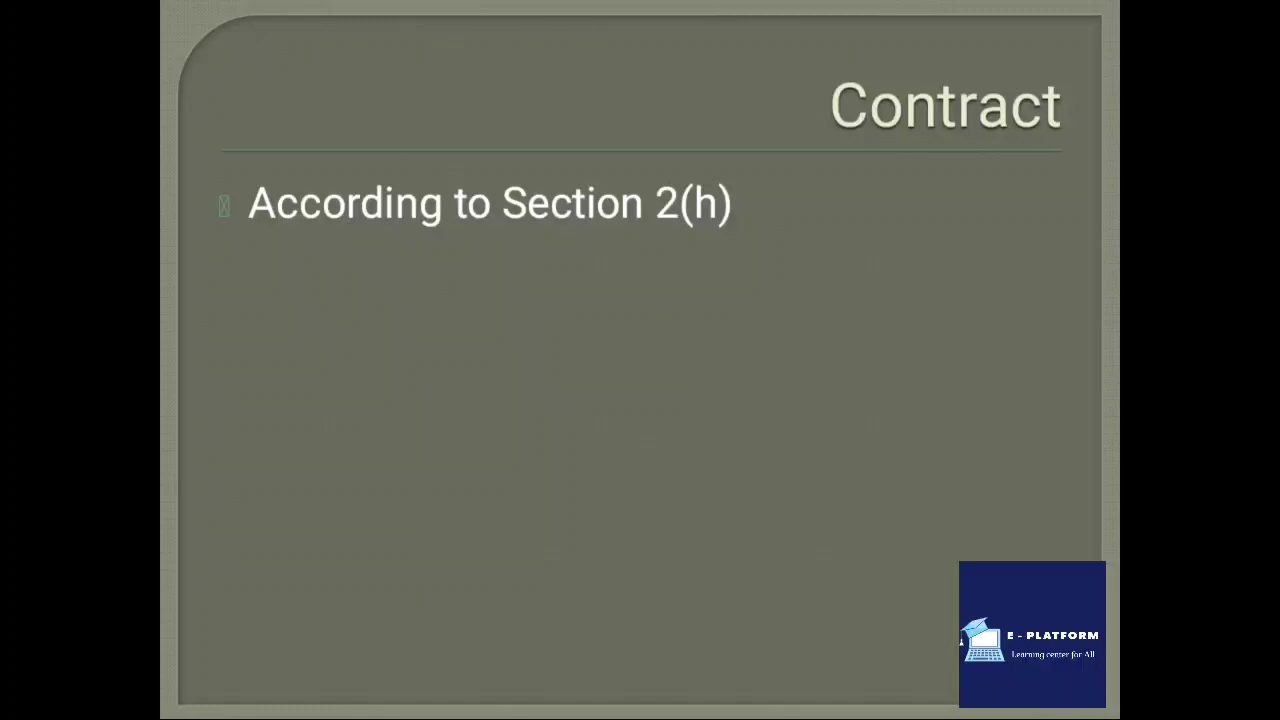 Contract
According to Section 2(h)
E - PLATFORM
Learning center for All